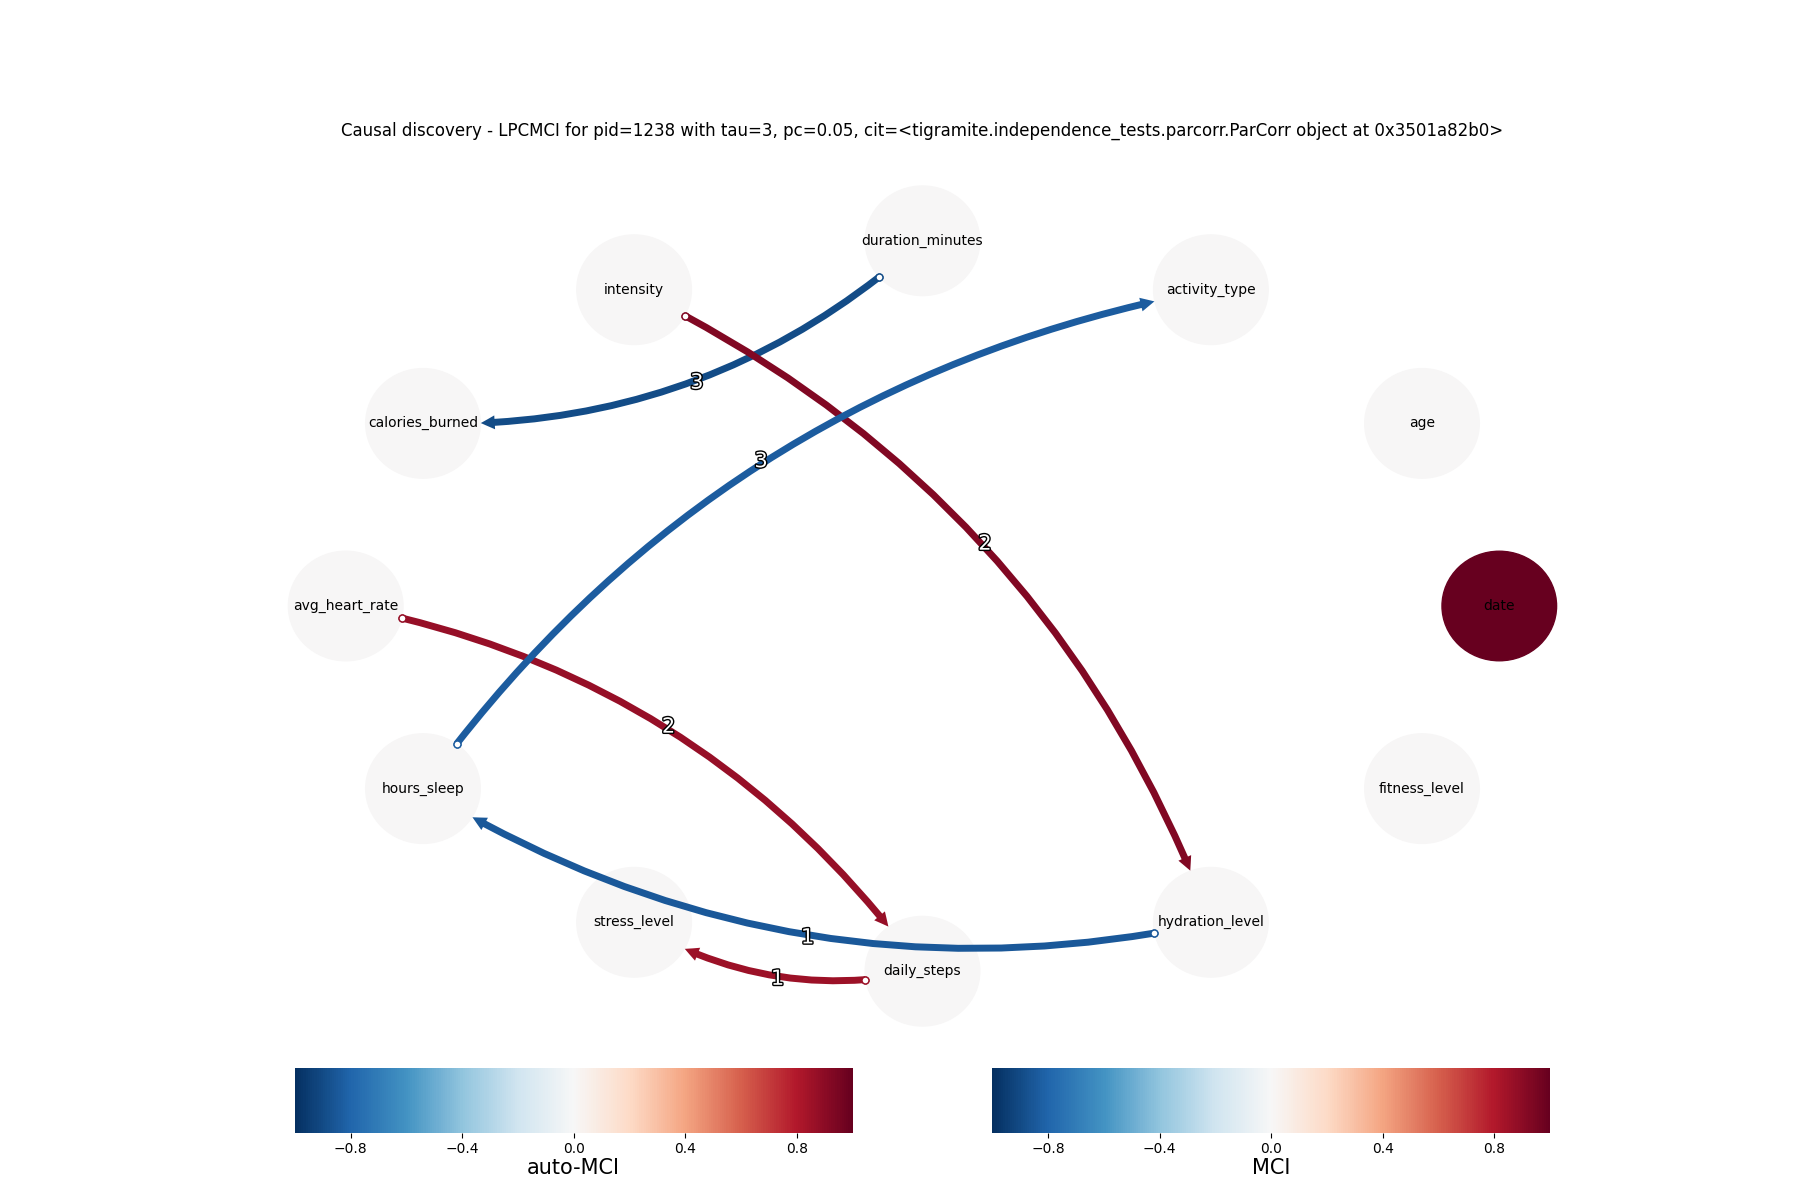 Causal discovery - LPCMCI for pid=1238 with tau=3, pc=0.05, cit=<tigramite.independence_tests.parcorr.ParCorr object at 0x3501a82b0>
duration_minutes
intensity
activity_type
3
calories_burned
age
3
2
avg_heart_rate
date
2
hours_sleep
fitness_level
stress_level
hydration_level
1
daily_steps
1
−0.8 −0.4 0.0 0.4 0.8
auto-MCI
−0.8 −0.4 0.0 0.4 0.8
MCI